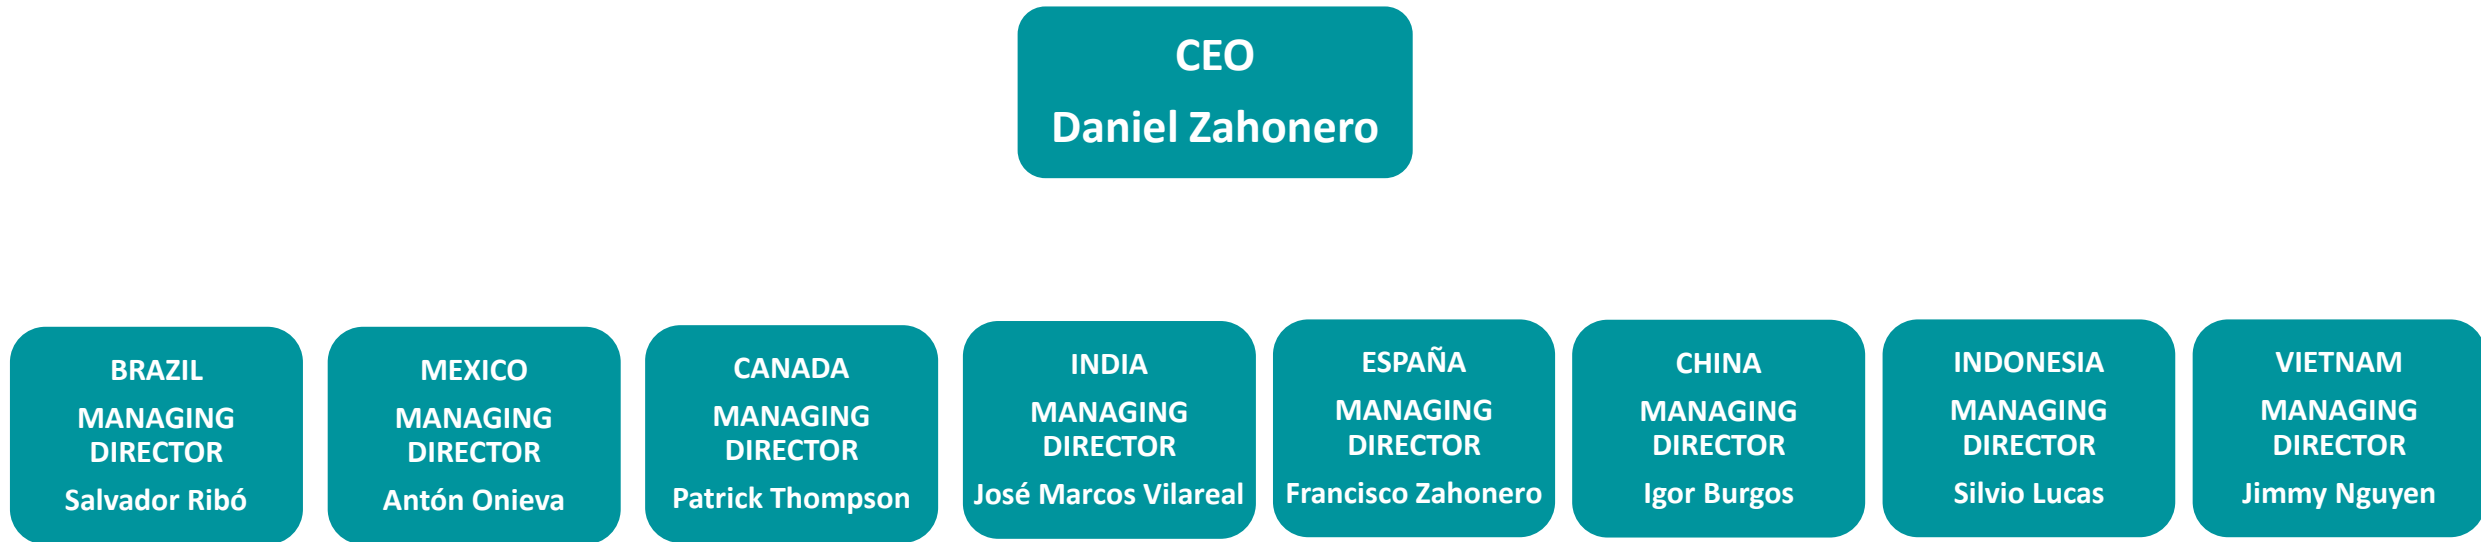 CEO
Daniel Zahonero
BRAZIL
MANAGING
DIRECTOR
Salvador Ribó
MEXICO
MANAGING
DIRECTOR
Antón Onieva
CANADA
MANAGING
DIRECTOR
Patrick Thompson
INDIA
MANAGING
DIRECTOR
José Marcos Vilareal
ESPAÑA
MANAGING
DIRECTOR
Francisco Zahonero
CHINA
MANAGING
DIRECTOR
Igor Burgos
INDONESIA
MANAGING
DIRECTOR
Silvio Lucas
VIETNAM
MANAGING
DIRECTOR
Jimmy Nguyen